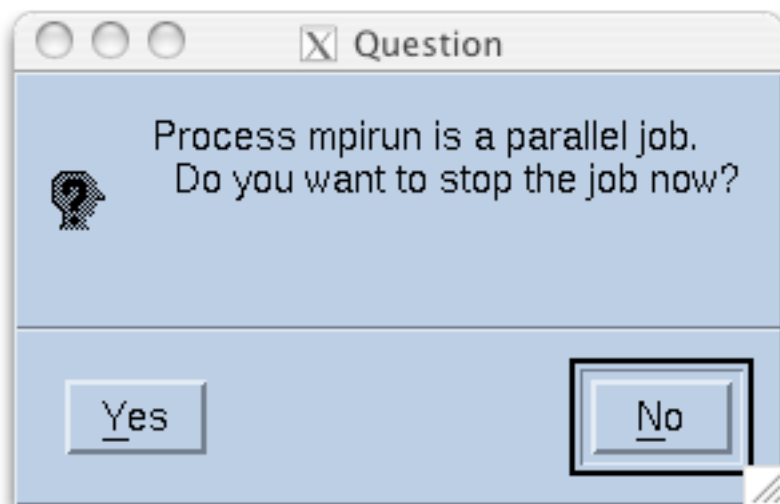 Question
Process mpirun is a parallel job.
Do you want to stop the job now?
Yes
No